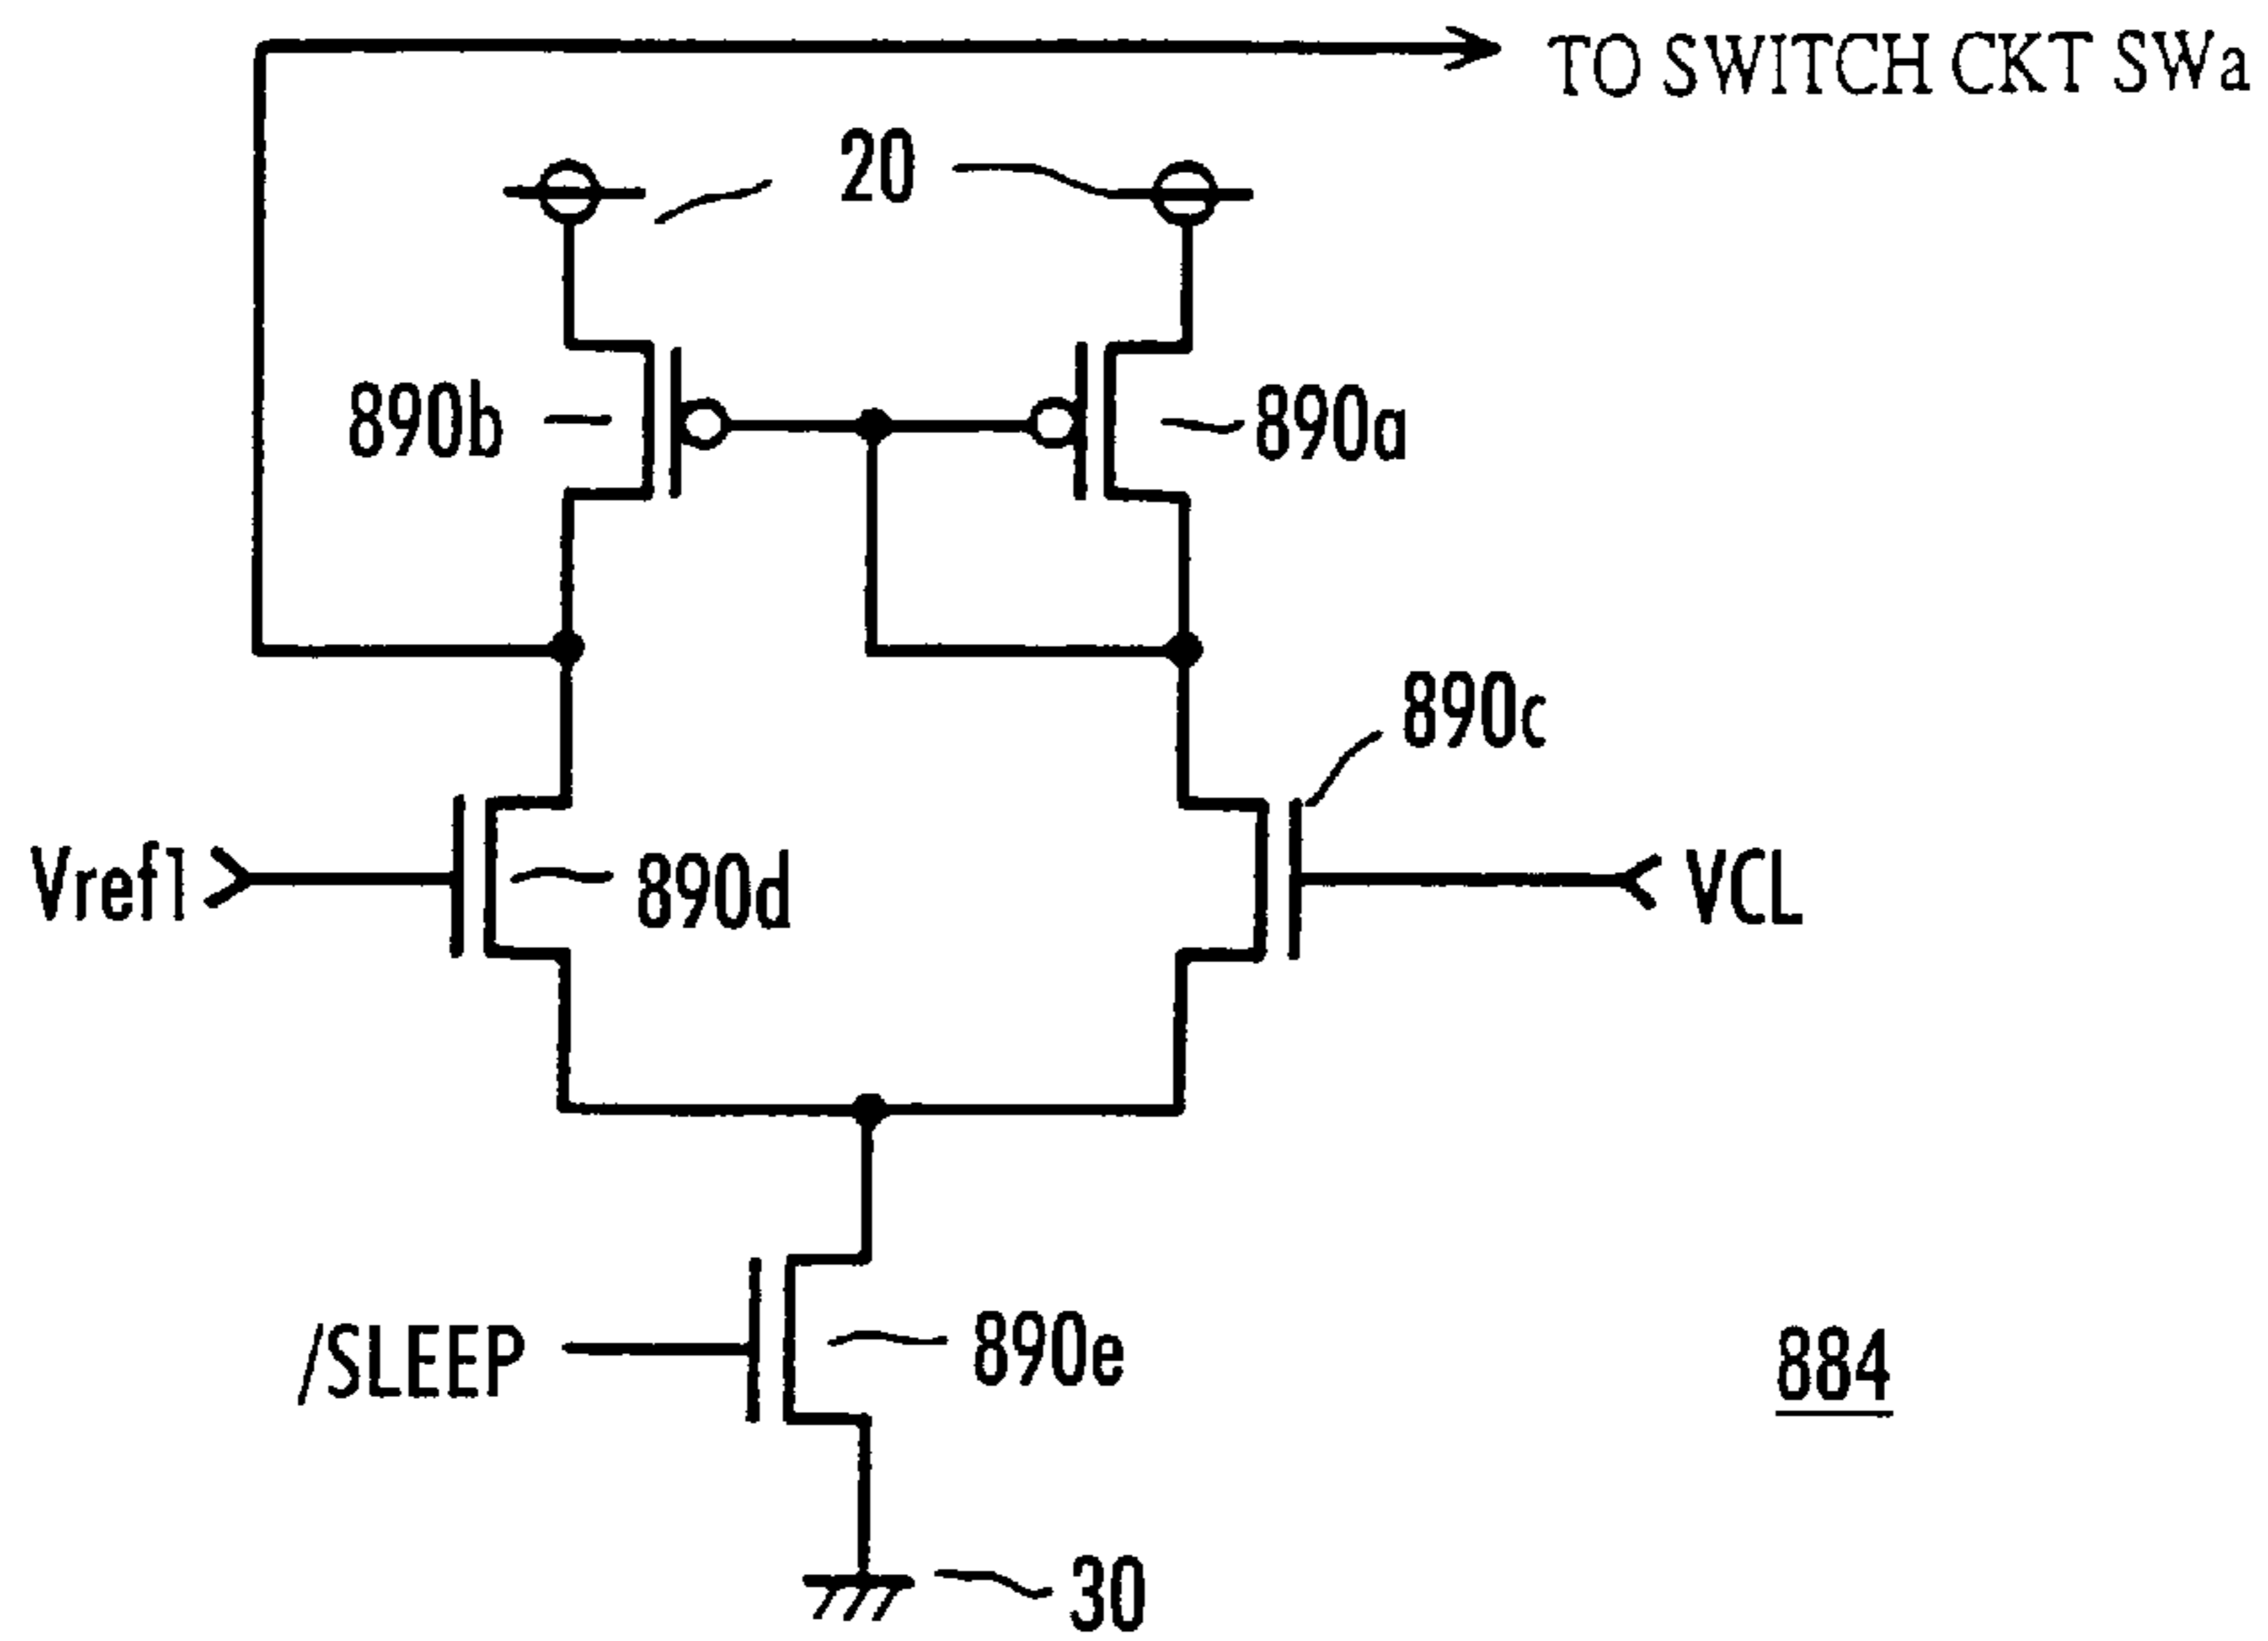 TO SWITCH CKT SWa
20
890b
890a
890c
Vref1
890d
VCL
/SLEEP
890e
884
30